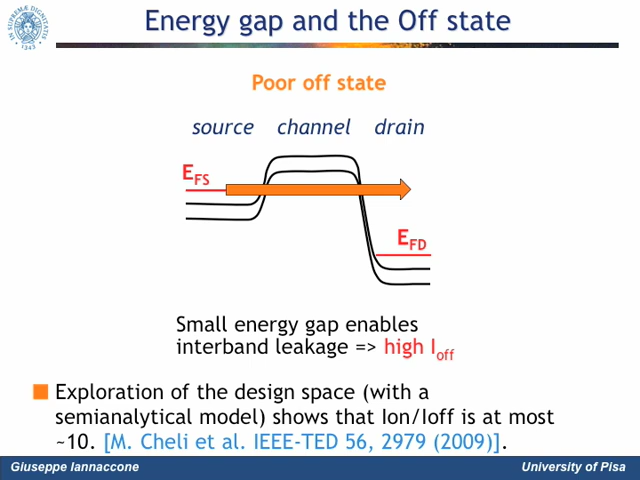 Energy gap and the Off state
Poor off state
source channel drain
EFS
EFD
Small energy gap enables
interband leakage => high Ioff
Exploration of the design space (with a
semianalytical model) shows that Ion/Ioff is at most
~10. [M. Cheli et al. IEEE-TED 56, 2979 (2009)].
Giuseppe Iannaccone
University of Pisa